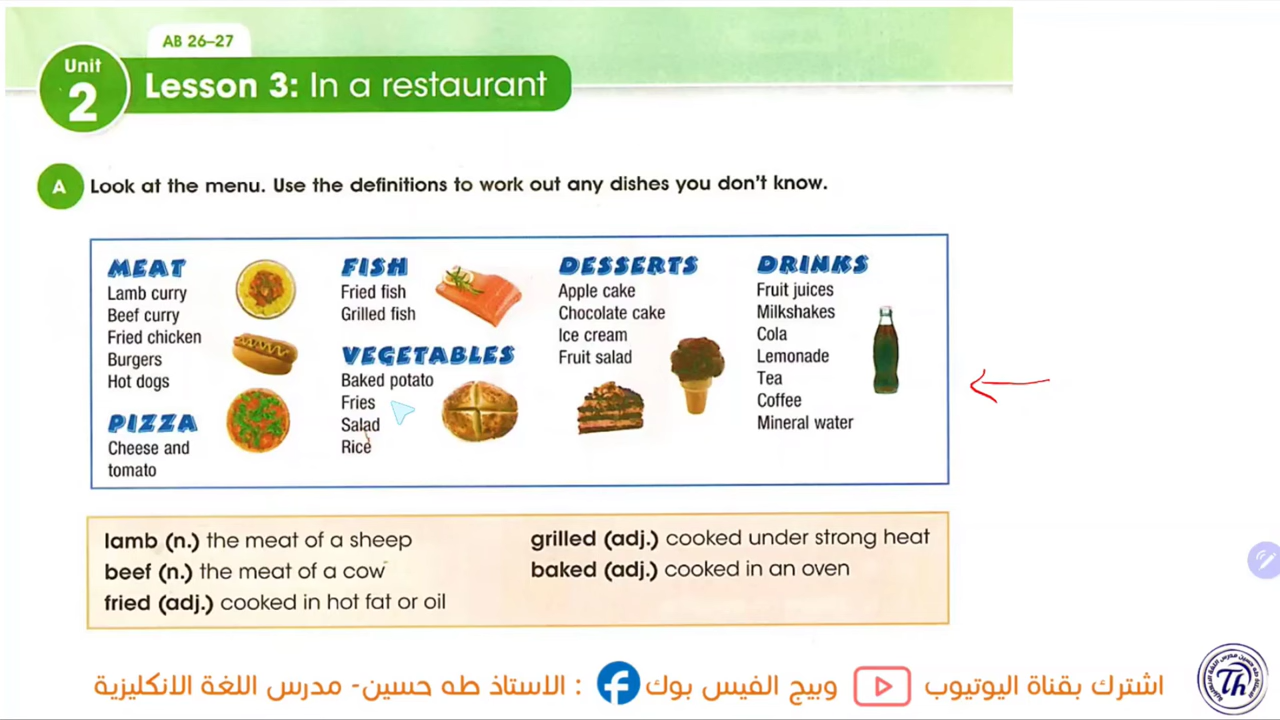 AB 26–27
Unit
2
Lesson 3: In a restaurant
A
Look at the menu. Use the definitions to work out any dishes you don't know.
MEAT
Lamb curry
Beef curry
Fried chicken
Burgers
Hot dogs
PIZZA
Cheese and
tomato
FISH
Fried fish
Grilled fish
VEGETABLES
Baked potato
Fries
Salad
Rice
DESSERTS
Apple cake
Chocolate cake
Ice cream
Fruit salad
DRINKS
Fruit juices
Milkshakes
Cola
Lemonade
Tea
Coffee
Mineral water
lamb (n.) the meat of a sheep
beef (n.) the meat of a cow
fried (adj.) cooked in hot fat or oil
grilled (adj.) cooked under strong heat
baked (adj.) cooked in an oven
اشترك بقناة اليوتيوب وبيج الفيس بوك : الاستاذ طه حسين- مدرس اللغة الانكليزية
Th